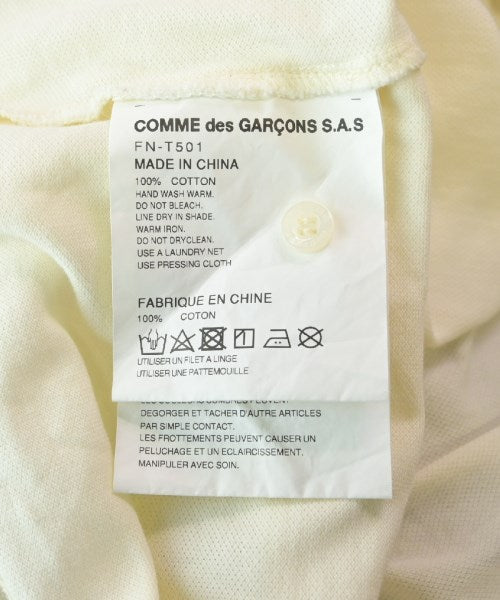 COMME des GARÇONS S.A.S
FN-T501
MADE IN CHINA
100% COTTON
HAND WASH WARM.
DO NOT BLEACH.
LINE DRY IN SHADE.
WARM IRON.
DO NOT DRYCLEAN.
USE A LAUNDRY NET
USE PRESSING CLOTH
FABRIQUE EN CHINE
100% COTON
UTILISER UN FILET A LINGE
UTILISER UNE PATTEMOUILLE
DEGORGER ET TACHER D'AUTRE ARTICLES
PAR SIMPLE CONTACT.
LES FROTTEMENTS PEUVENT CAUSER UN
PELUCHAGE ET UN ECLAIRCISSEMENT.
MANIPULER AVEC SOIN.